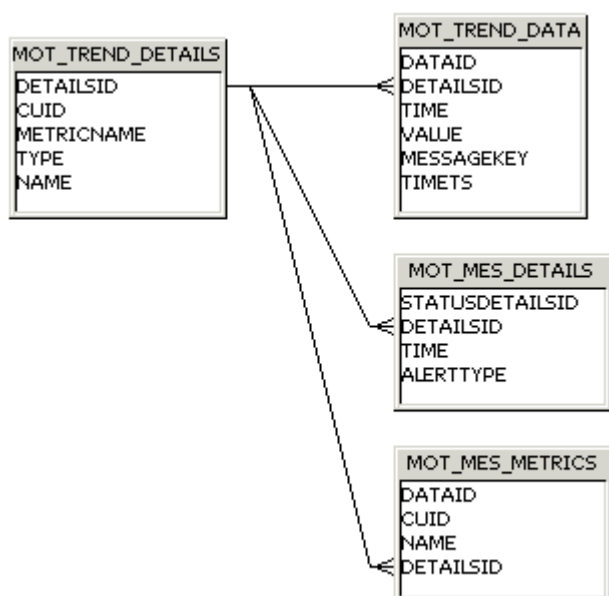 MOT_TREND_DETAILS
DETAILSID
CUID
METRICNAME
TYPE
NAME
MOT_TREND_DATA
DATAID
DETAILSID
TIME
VALUE
MESSAGEKEY
TIMETS
MOT_MES_DETAILS
STATUSDETAILSID
DETAILSID
TIME
ALERTTYPE
MOT_MES_METRICS
DATAID
CUID
NAME
DETAILSID